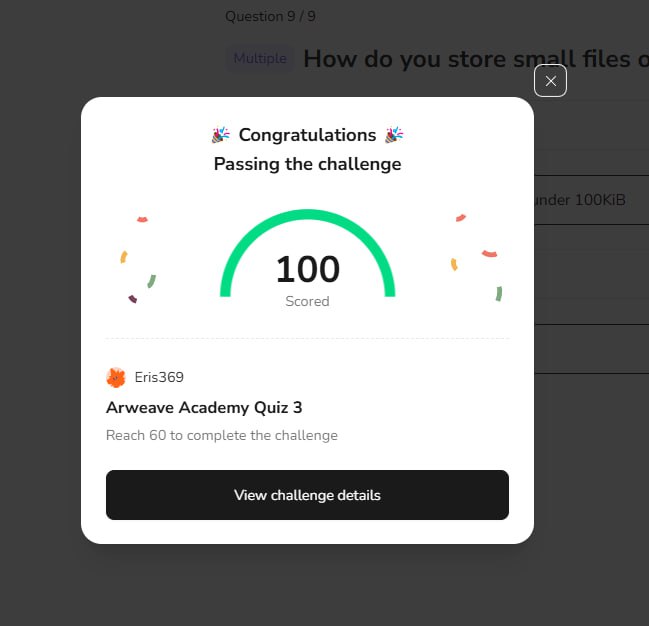 Question 9 / 9
Multiple How do you store small files o
🎉 Congratulations 🎉
Passing the challenge
under 100KiB
100
Scored
Eris369
Arweave Academy Quiz 3
Reach 60 to complete the challenge
View challenge details